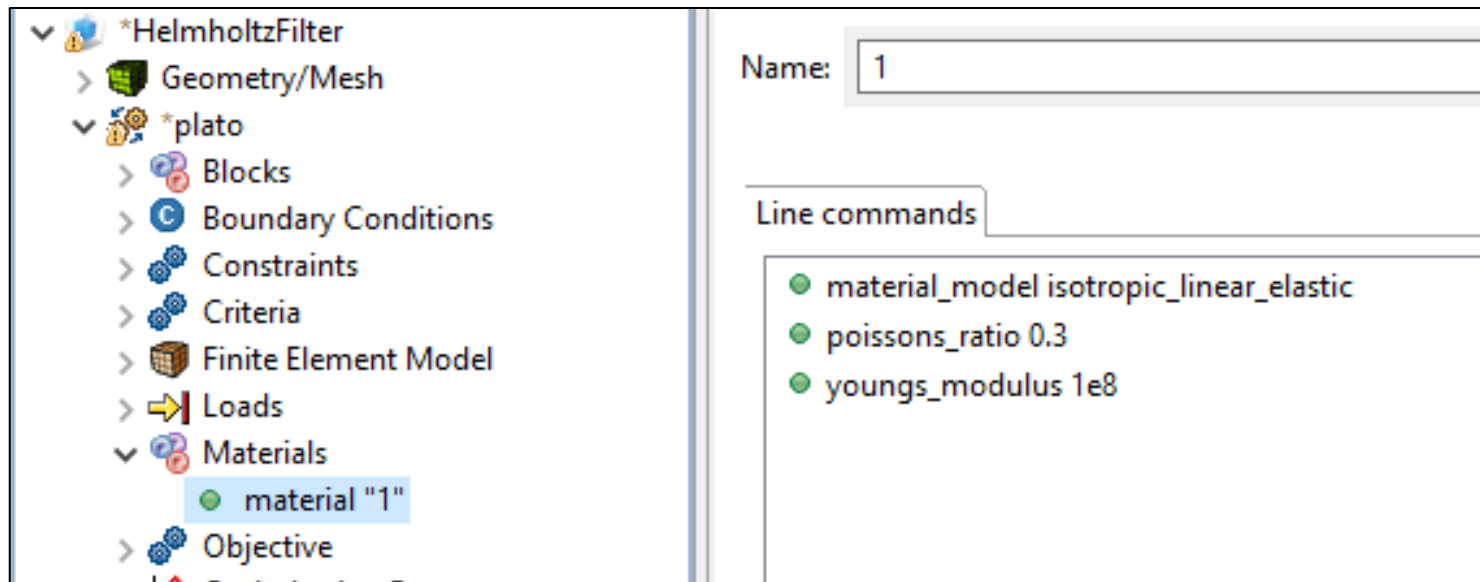 *HelmholtzFilter
Geometry/Mesh
*plato
Blocks
C Boundary Conditions
Constraints
Criteria
Finite Element Model
Loads
Materials
material "1"
Objective
Name: 1
Line commands
material_model isotropic_linear_elastic
poissons_ratio 0.3
youngs_modulus 1e8